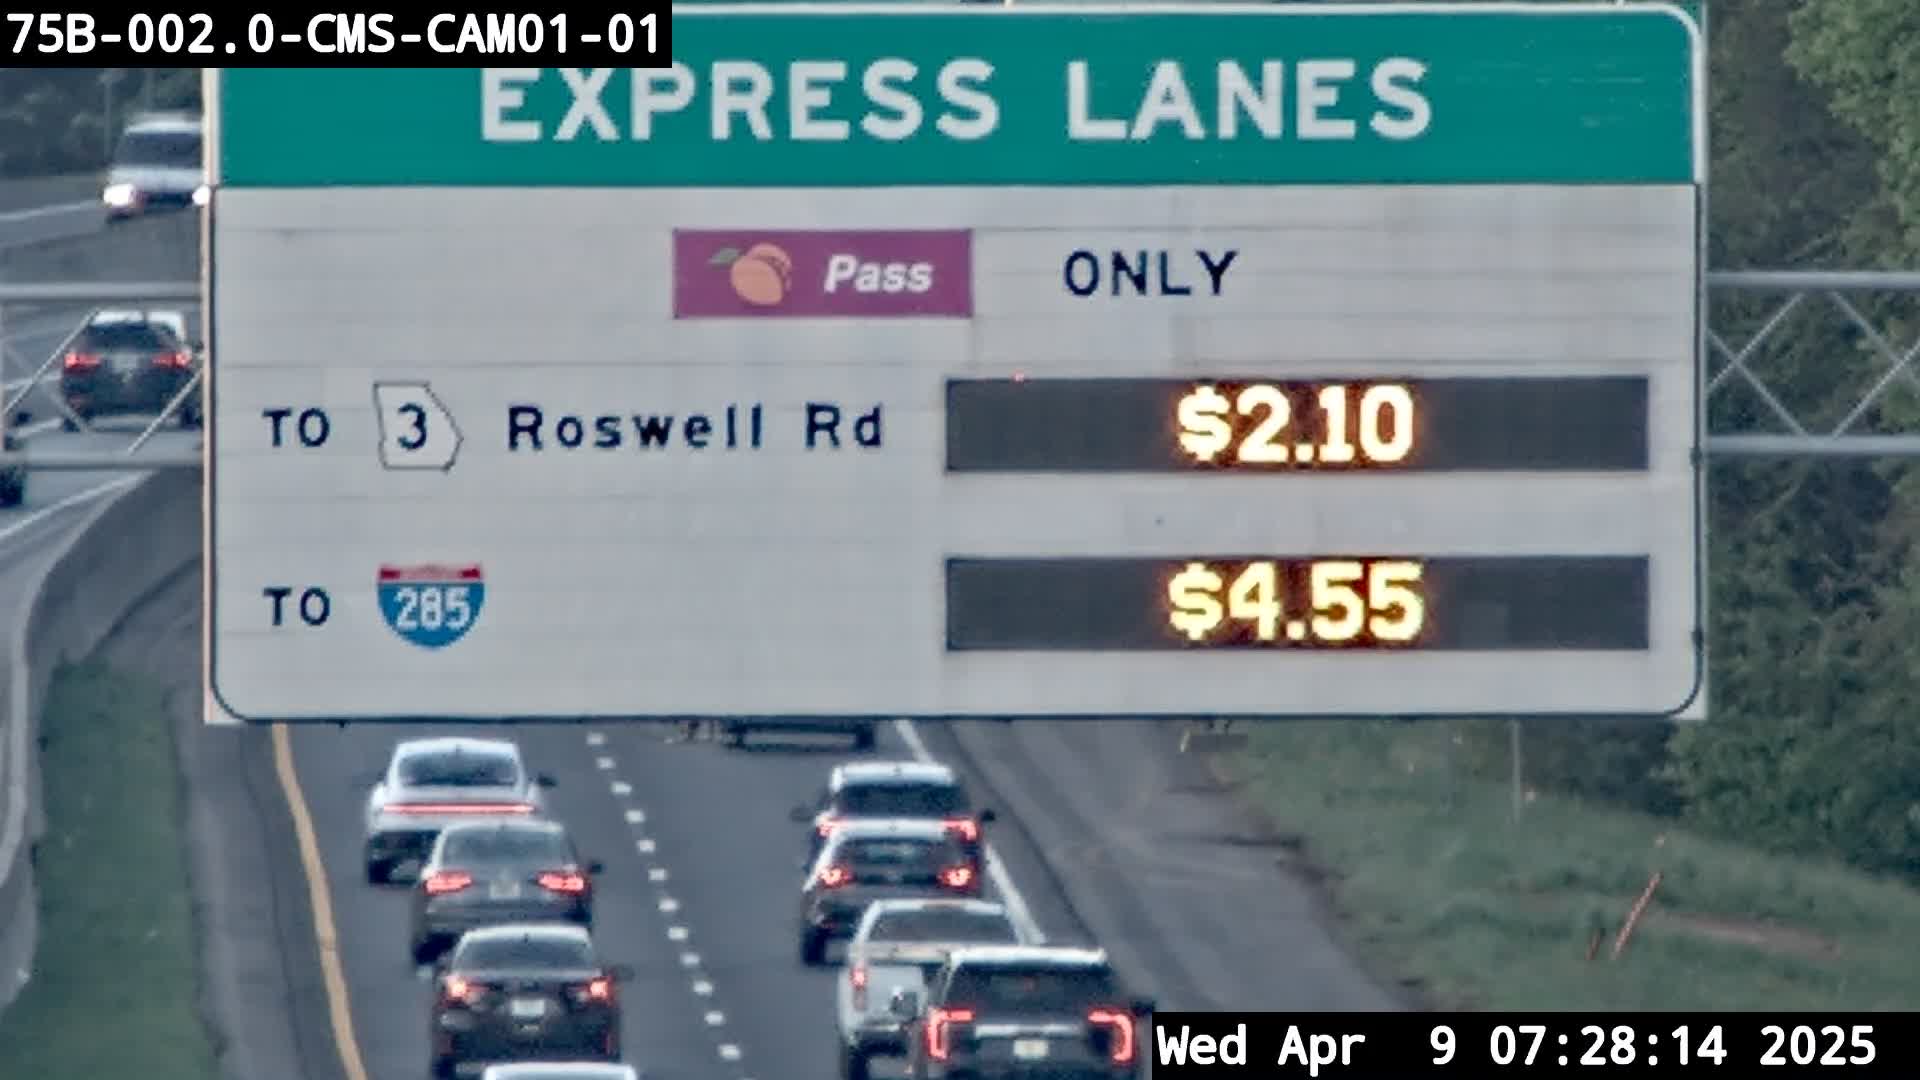 75B-002.0-CMS-CAM01-01
EXPRESS LANES
Pass ONLY
TO 3 Roswell Rd $2.10
TO 285 $4.55
Wed Apr 9 07:28:14 2025